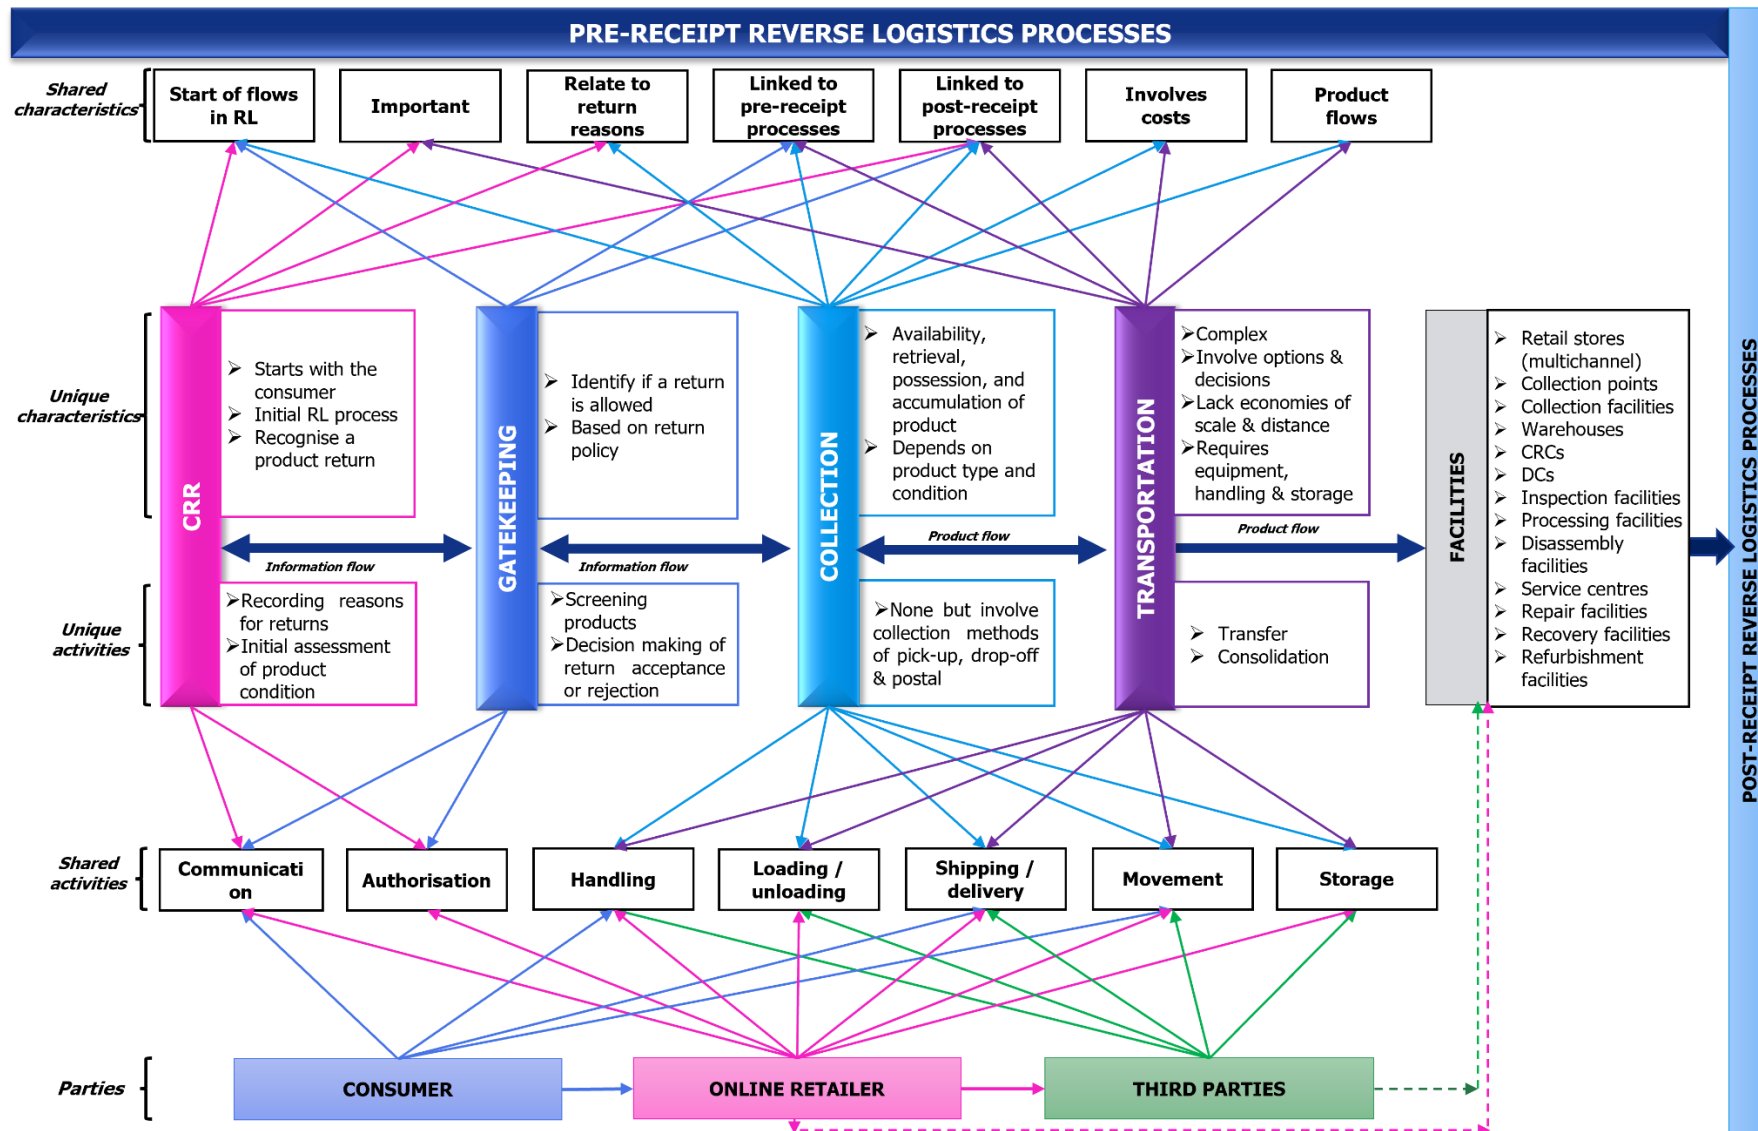 PRE-RECEIPT REVERSE LOGISTICS PROCESSES
Shared
characteristics
Start of flows
in RL
Important
Relate to
return
reasons
Linked to
pre-receipt
processes
Linked to
post-receipt
processes
Involves
costs
Product
flows
Unique
characteristics
CRR
➢ Starts with the
consumer
➢ Initial RL process
➢ Recognise a
product return
GATEKEEPING
➢ Identify if a return
is allowed
➢ Based on return
policy
COLLECTION
➢ Availability,
retrieval,
possession, and
accumulation of
product
➢ Depends on
product type and
condition
TRANSPORTATION
➢Complex
➢Involve options &
decisions
➢Lack economies of
scale & distance
➢Requires
equipment,
handling & storage
FACILITIES
➢ Retail stores
(multichannel)
➢ Collection points
➢ Collection facilities
➢ Warehouses
➢ CRCs
➢ DCs
➢ Inspection facilities
➢ Processing facilities
➢ Disassembly
facilities
➢ Service centres
➢ Repair facilities
➢ Recovery facilities
➢ Refurbishment
facilities
POST-RECEIPT REVERSE LOGISTICS PROCESSES
Information flow
Information flow
Product flow
Product flow
Unique
activities
➢Recording reasons
for returns
➢Initial assessment
of product
condition
➢Screening
products
➢Decision making of
return acceptance
or rejection
➢None but involve
collection methods
of pick-up, drop-off
& postal
➢ Transfer
➢ Consolidation
Shared
activities
Communicati
on
Authorisation
Handling
Loading /
unloading
Shipping /
delivery
Movement
Storage
Parties
CONSUMER
ONLINE RETAILER
THIRD PARTIES